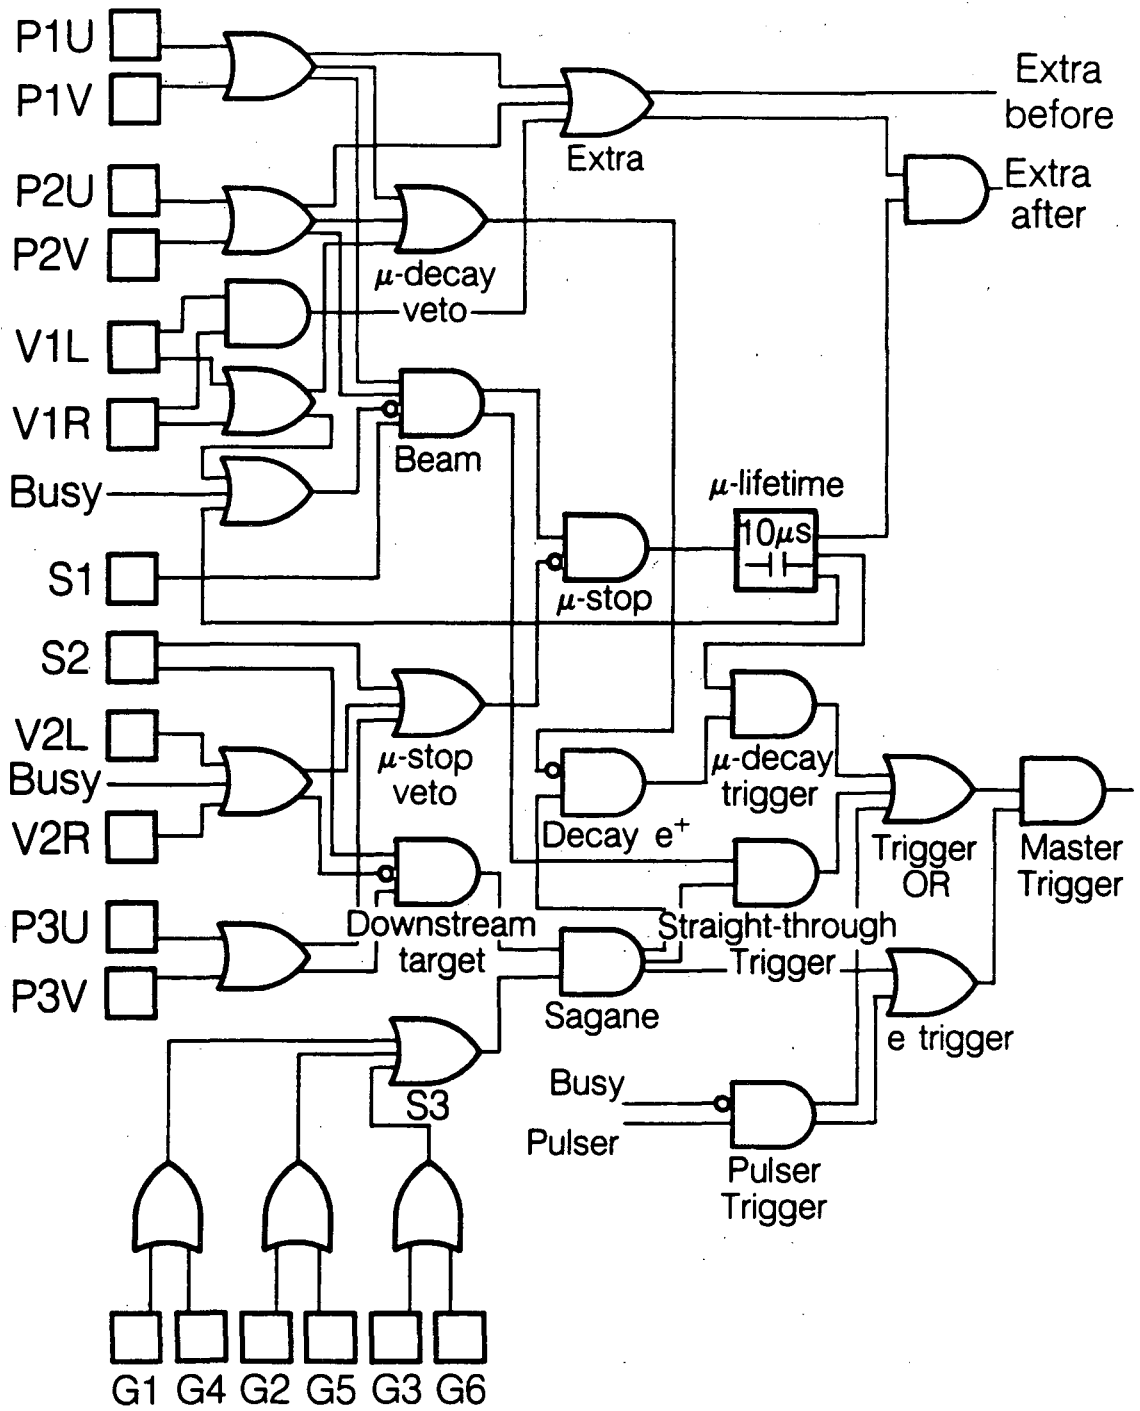 P1U
P1V
Extra
before
Extra
P2U
Extra
after
P2V
μ-decay
veto
V1L
V1R
Beam
Busy
μ-lifetime
10μs
S1
μ-stop
S2
V2L
μ-stop
veto
μ-decay
trigger
Busy
V2R
Decay e+
Trigger
OR
Master
Trigger
P3U
Downstream
target
Straight-through
Trigger
P3V
Sagane
e trigger
S3
Busy
Pulser
Pulser
Trigger
G1 G4 G2 G5 G3 G6